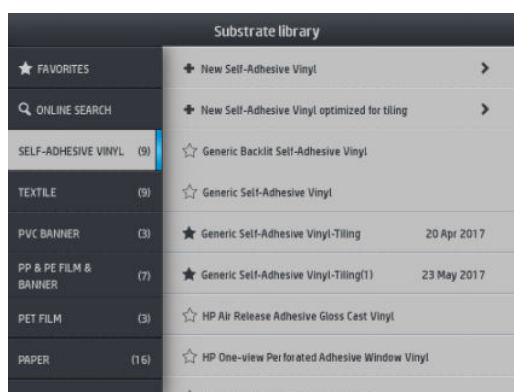 Substrate library
FAVORITES
ONLINE SEARCH
SELF-ADHESIVE VINYL (9)
TEXTILE (9)
PVC BANNER (3)
PP & PE FILM &
BANNER (7)
PET FILM (3)
PAPER (16)
New Self-Adhesive Vinyl
New Self-Adhesive Vinyl optimized for tiling
Generic Backlit Self-Adhesive Vinyl
Generic Self-Adhesive Vinyl
Generic Self-Adhesive Vinyl-Tiling 20 Apr 2017
Generic Self-Adhesive Vinyl-Tiling(1) 23 May 2017
HP Air Release Adhesive Gloss Cast Vinyl
HP One-view Perforated Adhesive Window Vinyl